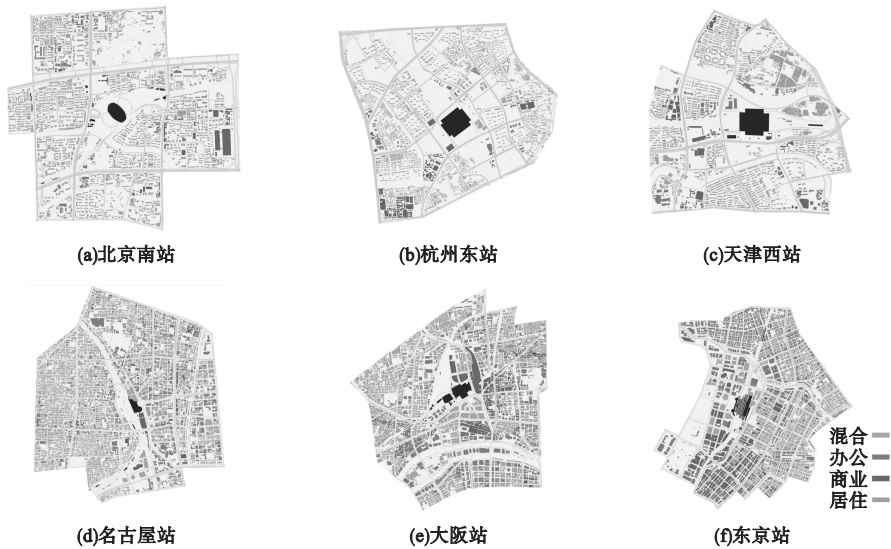 (a)北京南站
(b)杭州东站
(c)天津西站
(d)名古屋站
(e)大阪站
(f)东京站
混合
办公
商业
居住